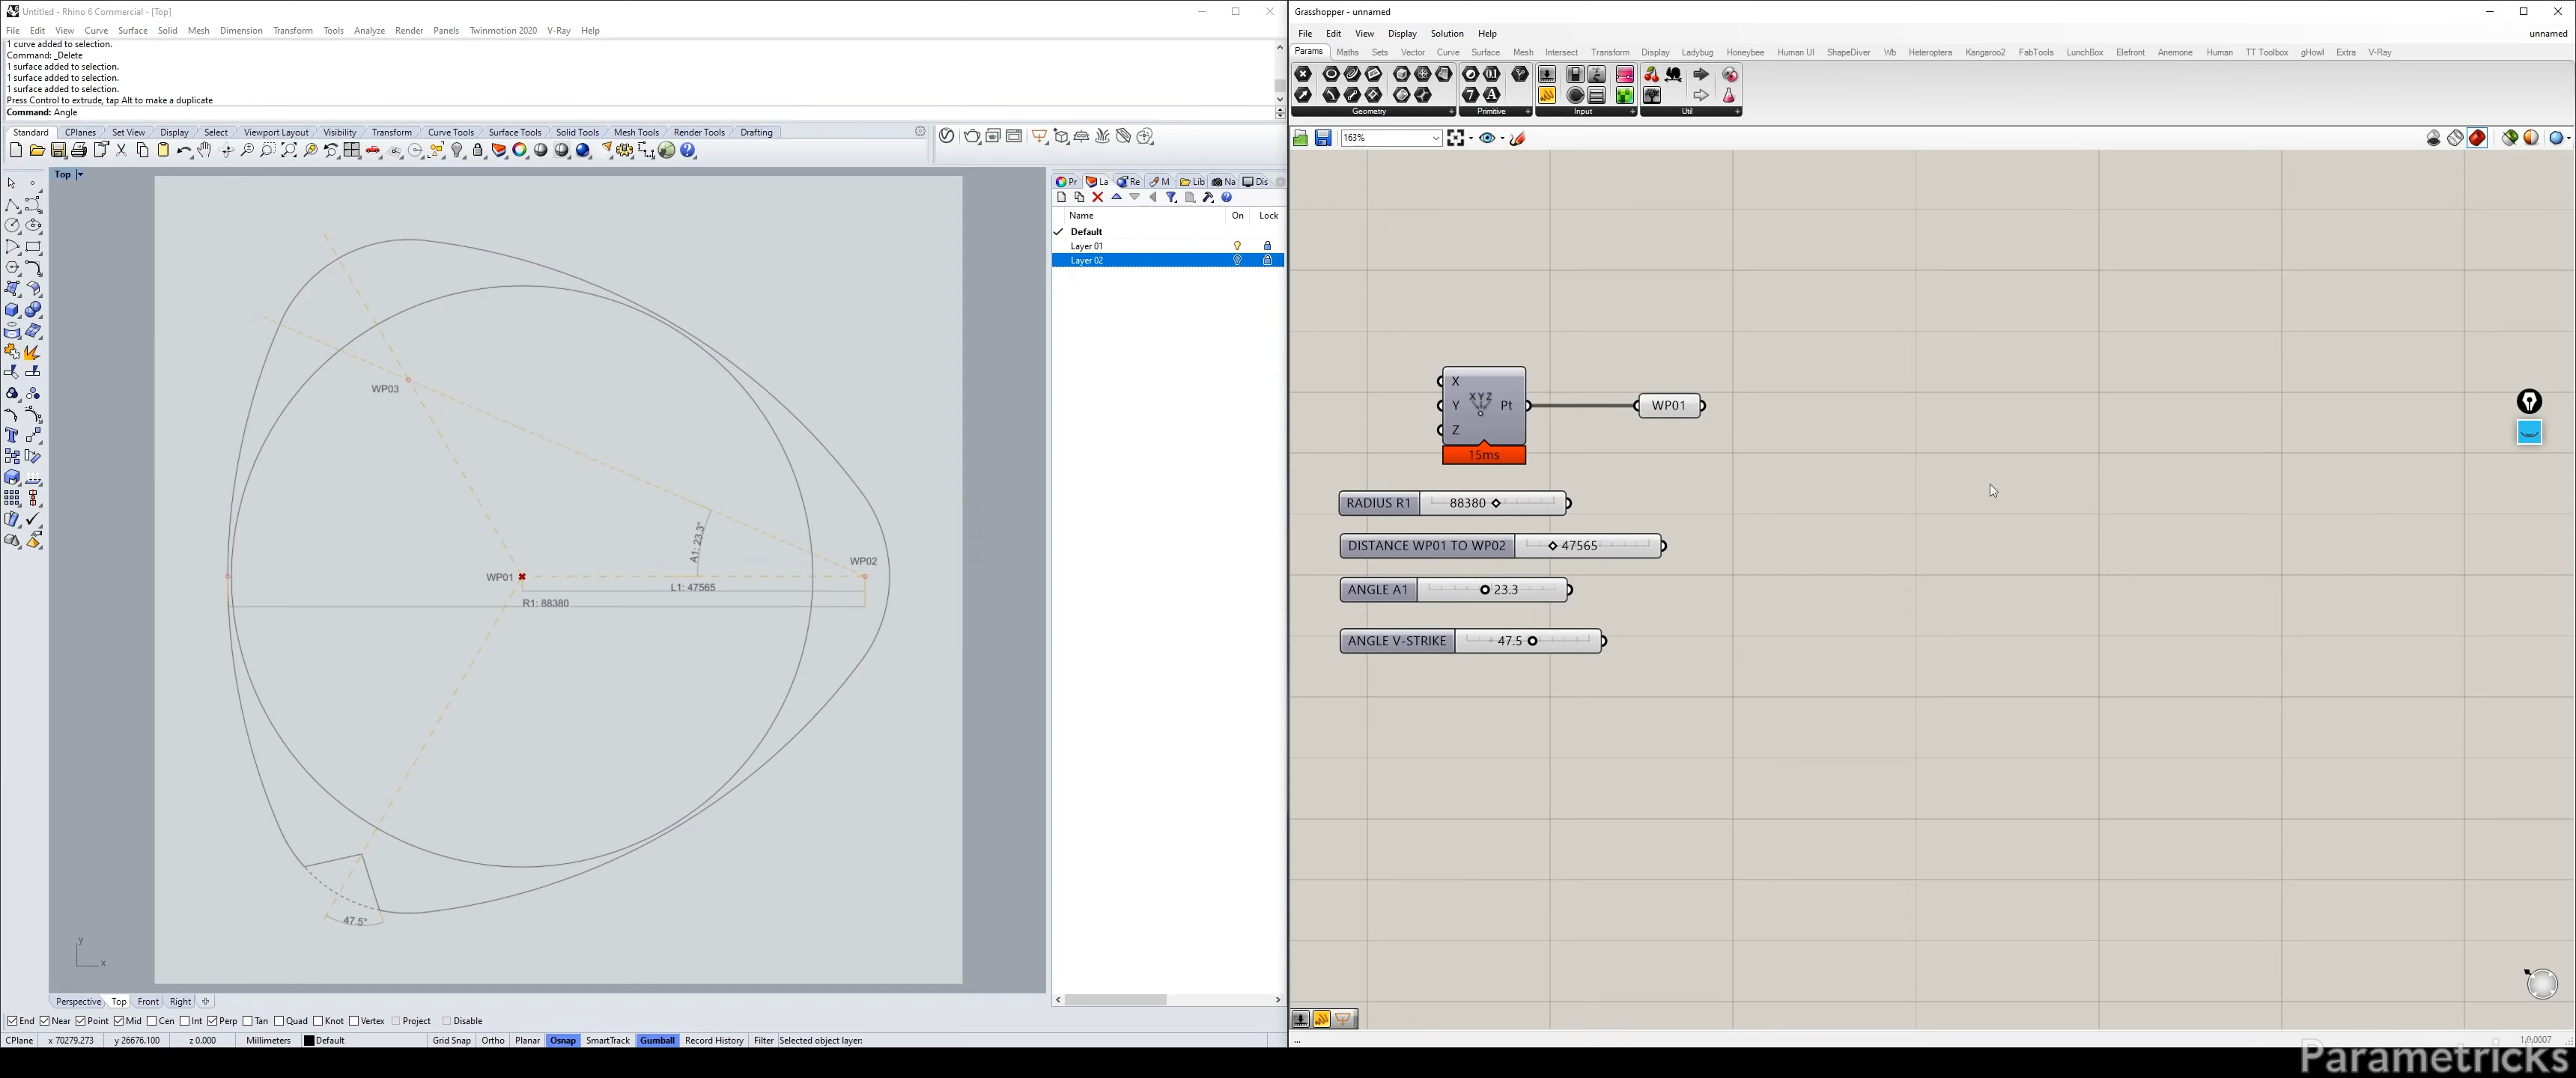 Untitled - Rhino 6 Commercial - [Top]
File Edit View Curve Surface Solid Mesh Dimension Transform Tools Analyze Render Panels Twinmotion 2020 V-Ray Help
1 curve added to selection.
Command: _Delete
1 surface added to selection.
1 surface added to selection.
1 surface added to selection.
Press Control to extrude, tap Alt to make a duplicate
Command: Angle
Standard CPlanes Set View Display Select Viewport Layout Visibility Transform Curve Tools Surface Tools Solid Tools Mesh Tools Render Tools Drafting
Top
Pr La Re M Lib Na Dis
Name On Lock
Default
Layer 01
Layer 02
WP03
A1: 23.3°
WP02
WP01
L1: 47565
R1: 88380
47.5°
y
x
Perspective Top Front Right
End Near Point Mid Cen Int Perp Tan Quad Knot Vertex Project Disable
CPlane x 70279.273 y 26676.100 z 0.000 Millimeters Default Grid Snap Ortho Planar Osnap SmartTrack Gumball Record History Filter Selected object layer:
Grasshopper - unnamed
File Edit View Display Solution Help
unnamed
Params Maths Sets Vector Curve Surface Mesh Intersect Transform Display Ladybug Honeybee Human UI ShapeDiver Wb Heteroptera Kangaroo2 FabTools LunchBox Elefront Anemone Human TT Toolbox gHowl Extra V-Ray
Geometry Primitive Input Util
163%
X
Y XYZ Pt
Z
15ms
WP01
RADIUS R1 88380
DISTANCE WP01 TO WP02 47565
ANGLE A1 23.3
ANGLE V-STRIKE 47.5
...
1.0.0007
Parametricks